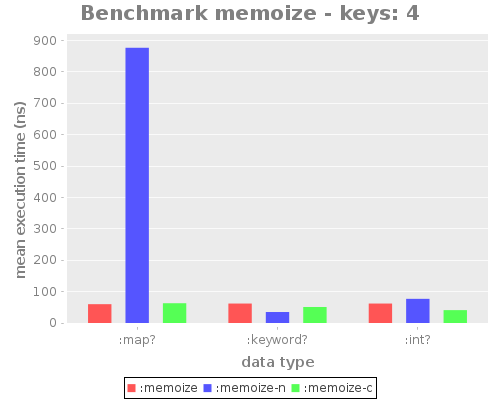 Benchmark memoize - keys: 4
mean execution time (ns)
900
800
700
600
500
400
300
200
100
0
:map?
:keyword?
:int?
data type
:memoize :memoize-n :memoize-c